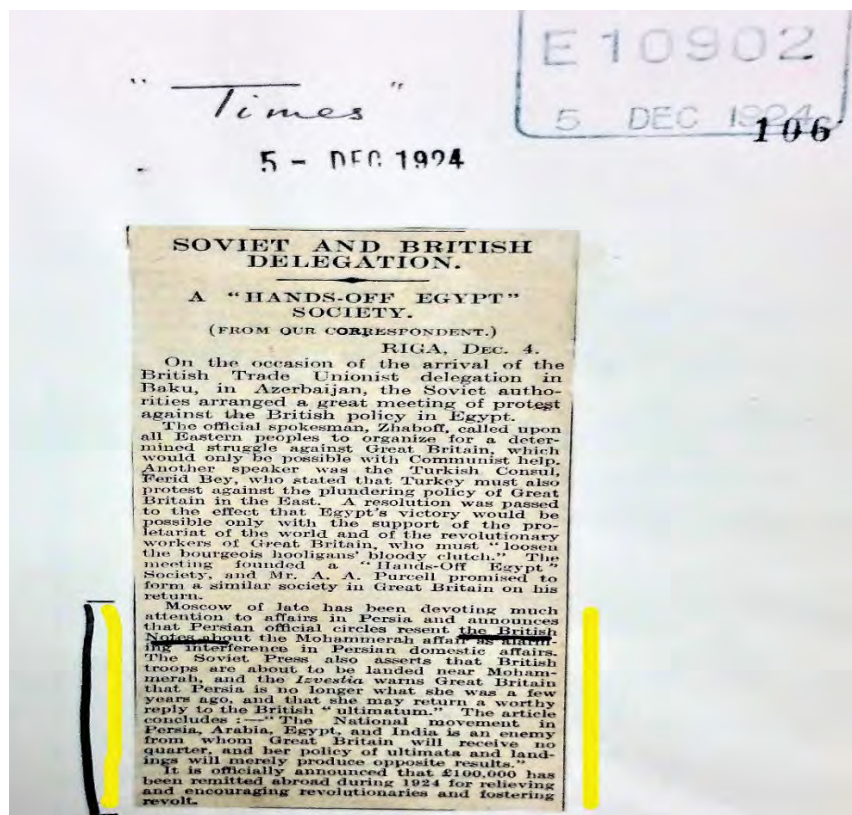 E 10902
5 DEC 1924
106
" Times "
5 - DEC 1924
SOVIET AND BRITISH
DELEGATION.
A "HANDS-OFF EGYPT"
SOCIETY.
(FROM OUR CORRESPONDENT.)
RIGA, DEC. 4.
On the occasion of the arrival of the
British Trade Unionist delegation in
Baku, in Azerbaijan, the Soviet autho-
rities arranged a great meeting of protest
against the British policy in Egypt.
The official spokesman, Zhaboff, called upon
all Eastern peoples to organize for a deter-
mined struggle against Great Britain, which
would only be possible with Communist help.
Another speaker was the Turkish Consul,
Ferid Bey, who stated that Turkey must also
protest against the plundering policy of Great
Britain in the East. A resolution was passed
to the effect that Egypt's victory would be
possible only with the support of the pro-
letariat of the world and of the revolutionary
workers of Great Britain, who must "loosen
the bourgeois hooligans' bloody clutch." The
meeting founded a "Hands-Off Egypt"
Society, and Mr. A. A. Purcell promised to
form a similar society in Great Britain on his
return.
Moscow of late has been devoting much
attention to affairs in Persia and announces
that Persian official circles resent the British
Notes about the Mohammerah affair as alarm-
ing interference in Persian domestic affairs.
The Soviet Press also asserts that British
troops are about to be landed near Moham-
merah, and the Izvestia warns Great Britain
that Persia is no longer what she was a few
years ago, and that she may return a worthy
reply to the British "ultimatum." The article
concludes :—"The National movement in
Persia, Arabia, Egypt, and India is an enemy
from whom Great Britain will receive no
quarter, and her policy of ultimata and land-
ings will merely produce opposite results."
It is officially announced that £100,000 has
been remitted abroad during 1924 for relieving
and encouraging revolutionaries and fostering
revolt.